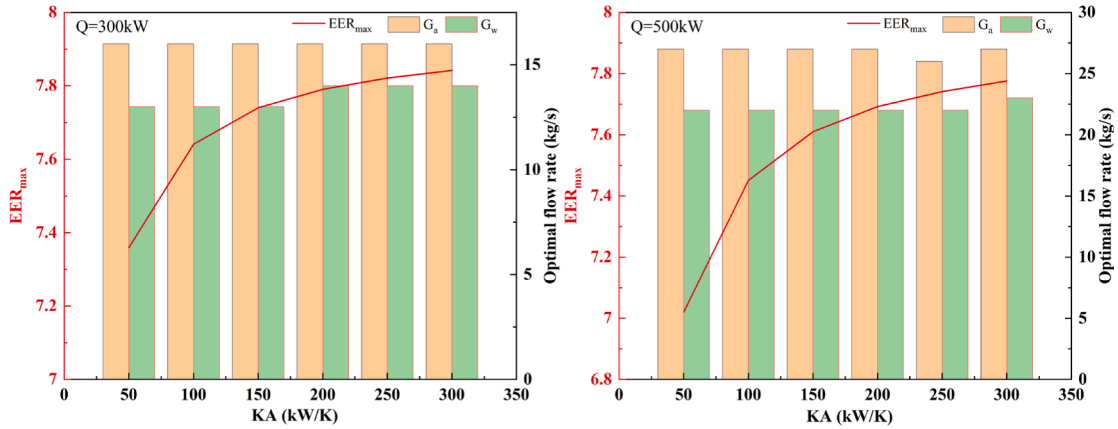 Q=300kW
EERmax Ga Gw
8
7.8
7.6
7.4
7.2
7
EERmax
15
10
5
0
Optimal flow rate (kg/s)
0 50 100 150 200 250 300 350
KA (kW/K)
Q=500kW
EERmax Ga Gw
8
7.8
7.6
7.4
7.2
7
6.8
EERmax
30
25
20
15
10
5
0
Optimal flow rate (kg/s)
0 50 100 150 200 250 300 350
KA (kW/K)